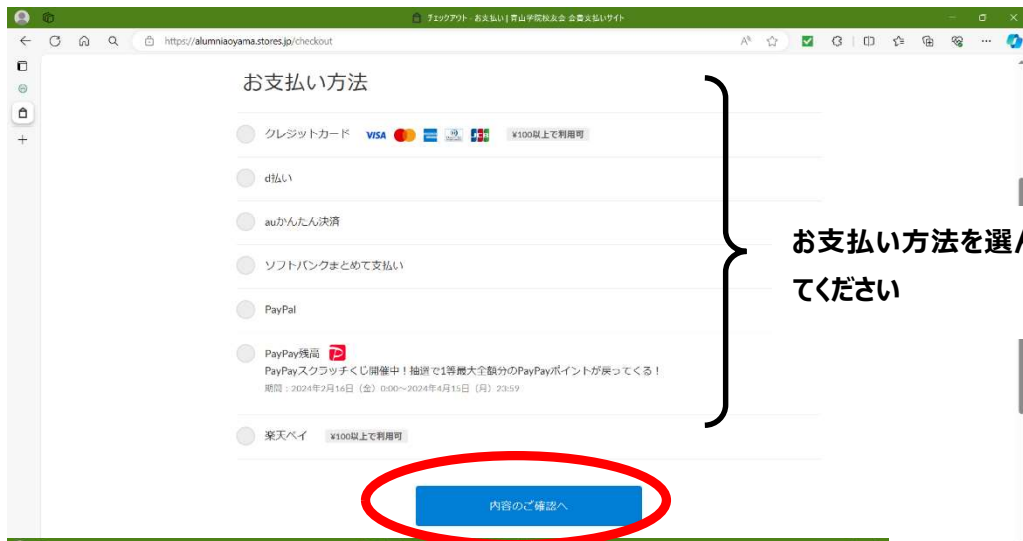 チェックアウト - お支払い | 青山学院校友会 会費支払いサイト
https://alumniaoyama.stores.jp/checkout
お支払い方法
クレジットカード VISA JCB ¥100以上で利用可
d払い
auかんたん決済
ソフトバンクまとめて支払い
PayPal
PayPay残高
PayPayスクラッチくじ開催中！抽選で1等最大全額分のPayPayポイントが戻ってくる！
期間：2024年2月16日（金）0:00～2024年4月15日（月）23:59
楽天ペイ ¥100以上で利用可
内容のご確認へ
お支払い方法を選
てください